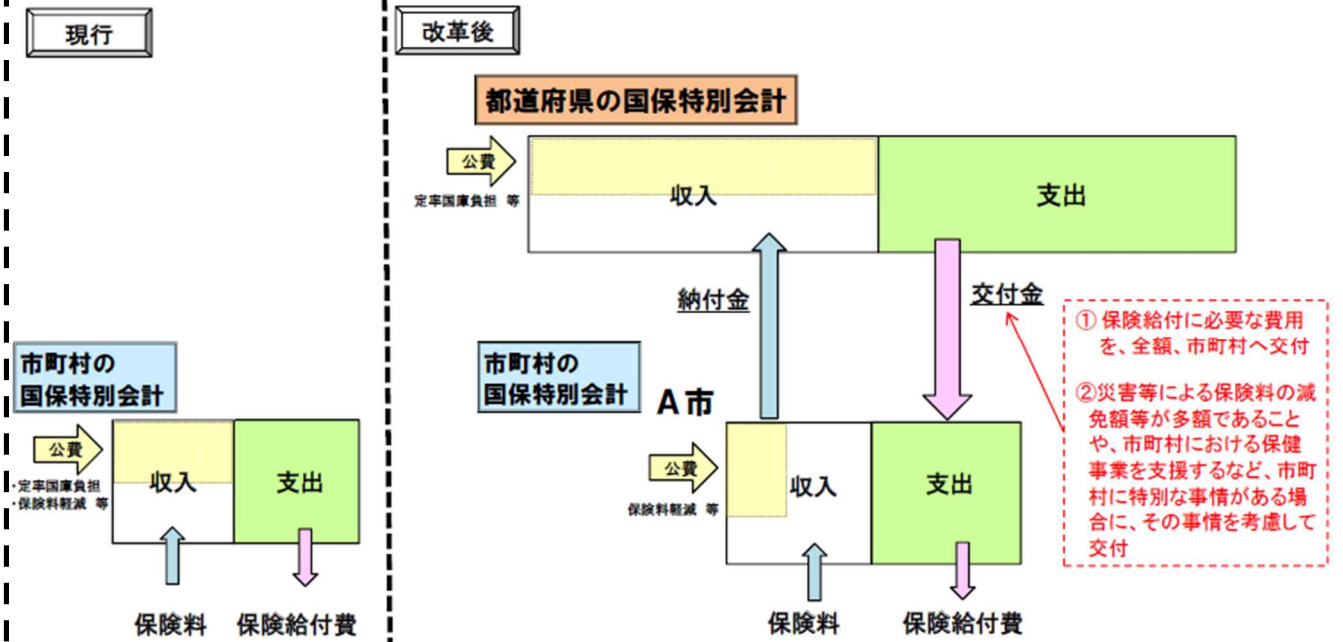 現行
市町村の
国保特別会計
公費
・定率国庫負担
・保険料軽減 等
収入
支出
保険料
保険給付費
改革後
都道府県の国保特別会計
公費
定率国庫負担 等
収入
支出
納付金
交付金
① 保険給付に必要な費用
を、全額、市町村へ交付
②災害等による保険料の減
免額等が多額であること
や、市町村における保健
事業を支援するなど、市町
村に特別な事情がある場
合に、その事情を考慮して
交付
市町村の
国保特別会計
A市
公費
保険料軽減 等
収入
支出
保険料
保険給付費